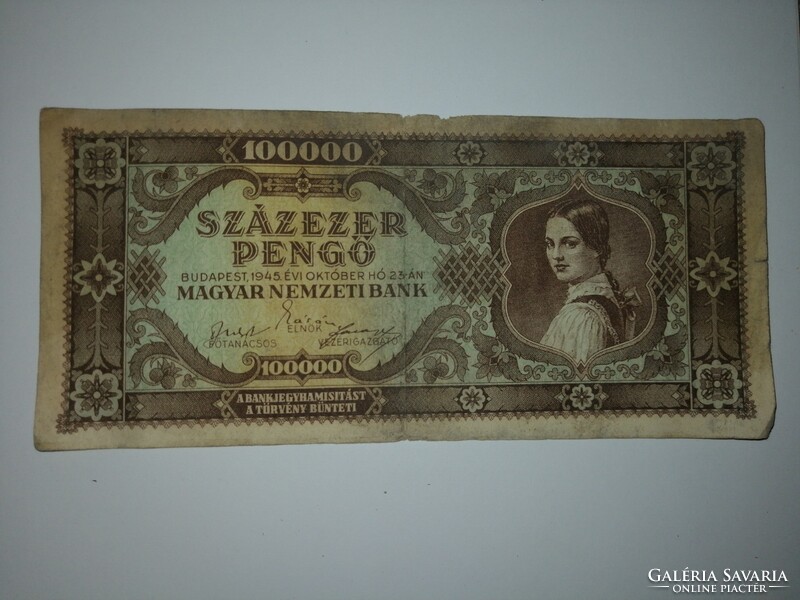 100000
SZÁZEZER
PENGŐ
BUDAPEST, 1945. ÉVI OKTÓBER HÓ 23-ÁN
MAGYAR NEMZETI BANK
ELNÖK
FŐTANÁCSOS VEZÉRIGAZGATÓ
100000
A BANKJEGYHAMISITÁST
A TÖRVÉNY BÜNTETI
GALÉRIA SAVARIA
ONLINE PIACTÉR